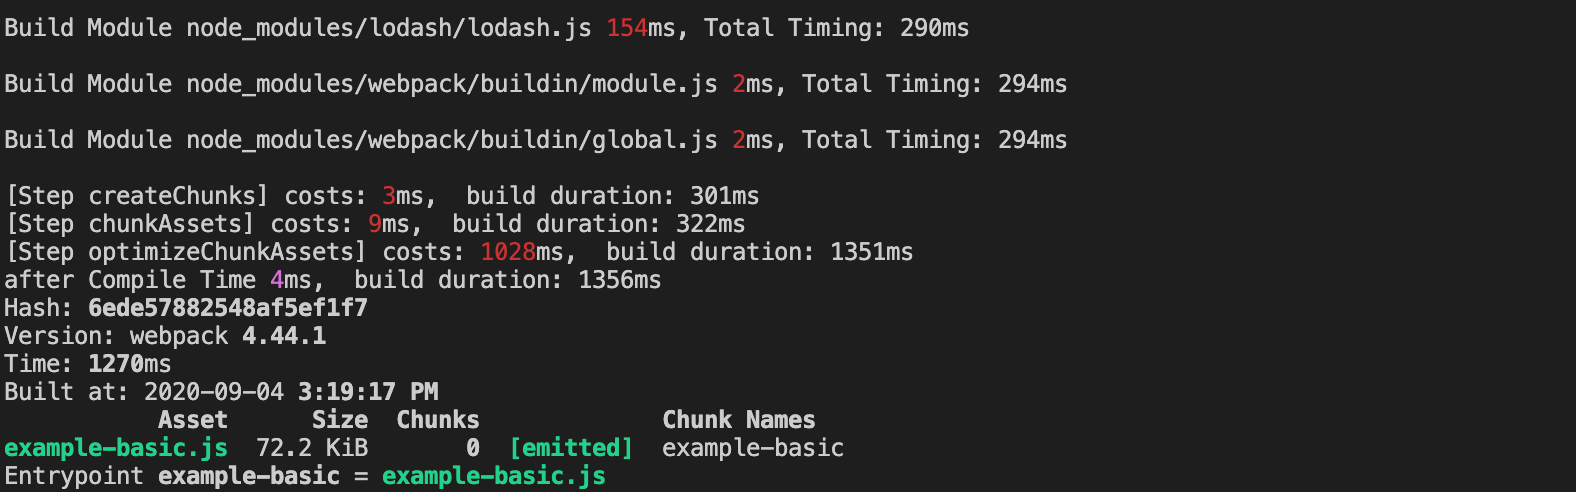 Build Module node_modules/lodash/lodash.js 154ms, Total Timing: 290ms
Build Module node_modules/webpack/buildin/module.js 2ms, Total Timing: 294ms
Build Module node_modules/webpack/buildin/global.js 2ms, Total Timing: 294ms
[Step createChunks] costs: 3ms,  build duration: 301ms
[Step chunkAssets] costs: 9ms,  build duration: 322ms
[Step optimizeChunkAssets] costs: 1028ms,  build duration: 1351ms
after Compile Time 4ms,  build duration: 1356ms
Hash: 6ede57882548af5ef1f7
Version: webpack 4.44.1
Time: 1270ms
Built at: 2020-09-04 3:19:17 PM
           Asset      Size  Chunks             Chunk Names
example-basic.js  72.2 KiB       0  [emitted]  example-basic
Entrypoint example-basic = example-basic.js